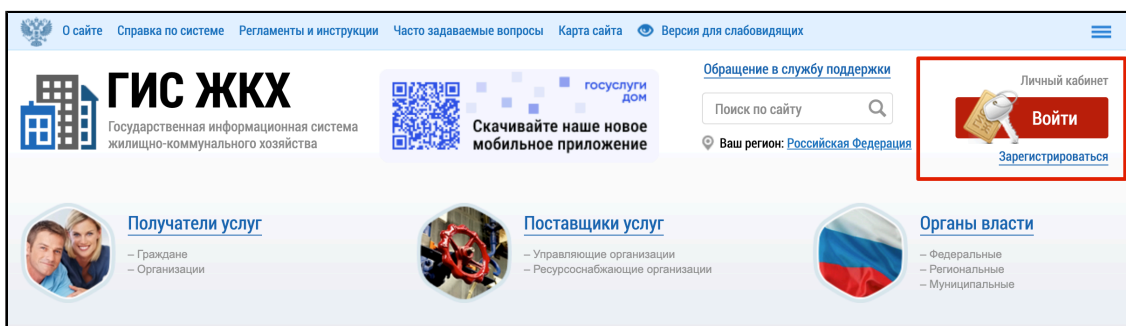 О сайте Справка по системе Регламенты и инструкции Часто задаваемые вопросы Карта сайта Версия для слабовидящих
ГИС ЖКХ
Государственная информационная система
жилищно-коммунального хозяйства
госуслуги
дом
Скачивайте наше новое
мобильное приложение
Обращение в службу поддержки
Поиск по сайту
Ваш регион: Российская Федерация
Личный кабинет
Войти
Зарегистрироваться
Получатели услуг
– Граждане
– Организации
Поставщики услуг
– Управляющие организации
– Ресурсоснабжающие организации
Органы власти
– Федеральные
– Региональные
– Муниципальные